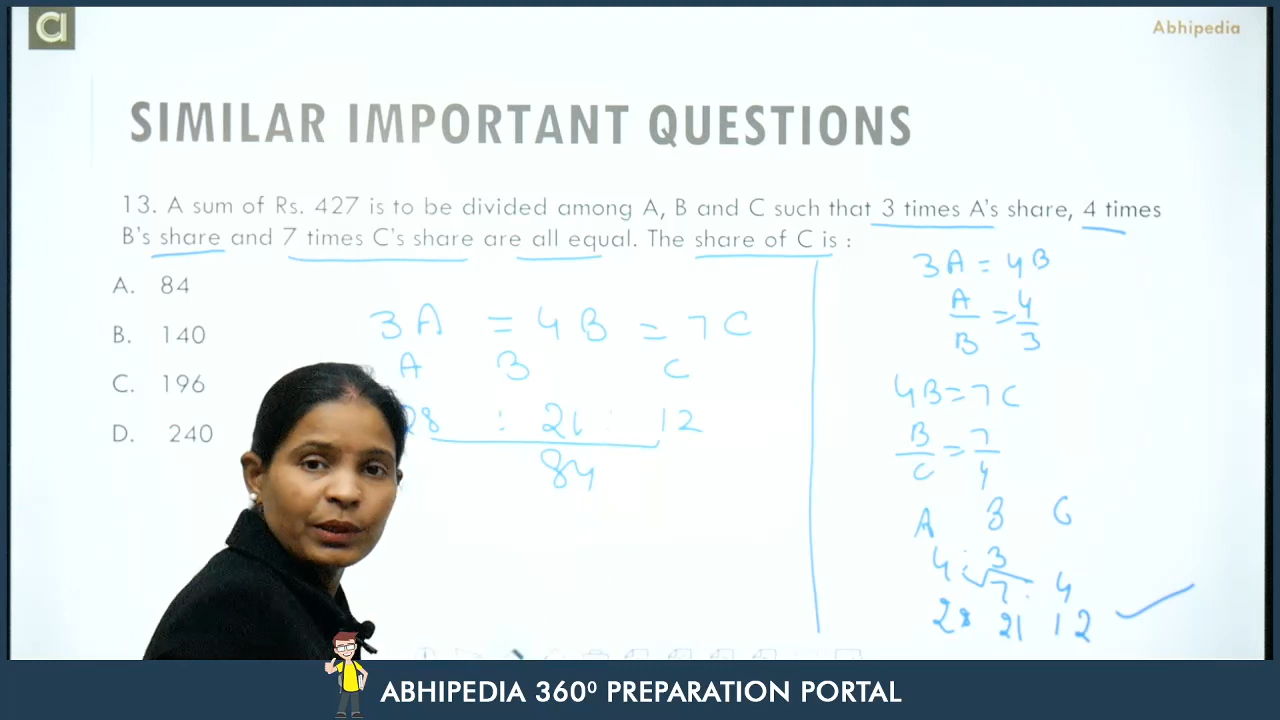 a
Abhipedia
SIMILAR IMPORTANT QUESTIONS
13. A sum of Rs. 427 is to be divided among A, B and C such that 3 times A's share, 4 times
B's share and 7 times C's share are all equal. The share of C is :
A. 84
B. 140
C. 196
D. 240
3A = 4B = 7C
A B C
28 : 21 : 12
84
3A = 4B
A/B = 4/3
4B = 7C
B/C = 7/4
A B C
4 : 3
7 : 4
28 21 12
ABHIPEDIA 360⁰ PREPARATION PORTAL